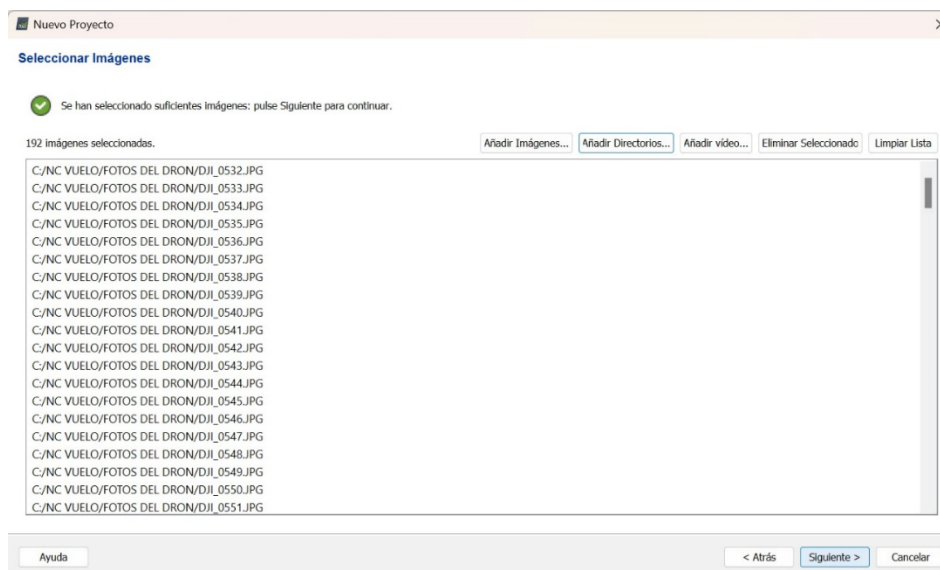 Nuevo Proyecto
Seleccionar Imágenes
Se han seleccionado suficientes imágenes: pulse Siguiente para continuar.
192 imágenes seleccionadas. Añadir Imágenes... Añadir Directorios... Añadir vídeo... Eliminar Seleccionado Limpiar Lista
C:/NC VUELO/FOTOS DEL DRON/DJI_0532.JPG
C:/NC VUELO/FOTOS DEL DRON/DJI_0533.JPG
C:/NC VUELO/FOTOS DEL DRON/DJI_0534.JPG
C:/NC VUELO/FOTOS DEL DRON/DJI_0535.JPG
C:/NC VUELO/FOTOS DEL DRON/DJI_0536.JPG
C:/NC VUELO/FOTOS DEL DRON/DJI_0537.JPG
C:/NC VUELO/FOTOS DEL DRON/DJI_0538.JPG
C:/NC VUELO/FOTOS DEL DRON/DJI_0539.JPG
C:/NC VUELO/FOTOS DEL DRON/DJI_0540.JPG
C:/NC VUELO/FOTOS DEL DRON/DJI_0541.JPG
C:/NC VUELO/FOTOS DEL DRON/DJI_0542.JPG
C:/NC VUELO/FOTOS DEL DRON/DJI_0543.JPG
C:/NC VUELO/FOTOS DEL DRON/DJI_0544.JPG
C:/NC VUELO/FOTOS DEL DRON/DJI_0545.JPG
C:/NC VUELO/FOTOS DEL DRON/DJI_0546.JPG
C:/NC VUELO/FOTOS DEL DRON/DJI_0547.JPG
C:/NC VUELO/FOTOS DEL DRON/DJI_0548.JPG
C:/NC VUELO/FOTOS DEL DRON/DJI_0549.JPG
C:/NC VUELO/FOTOS DEL DRON/DJI_0550.JPG
C:/NC VUELO/FOTOS DEL DRON/DJI_0551.JPG
Ayuda < Atrás Siguiente > Cancelar